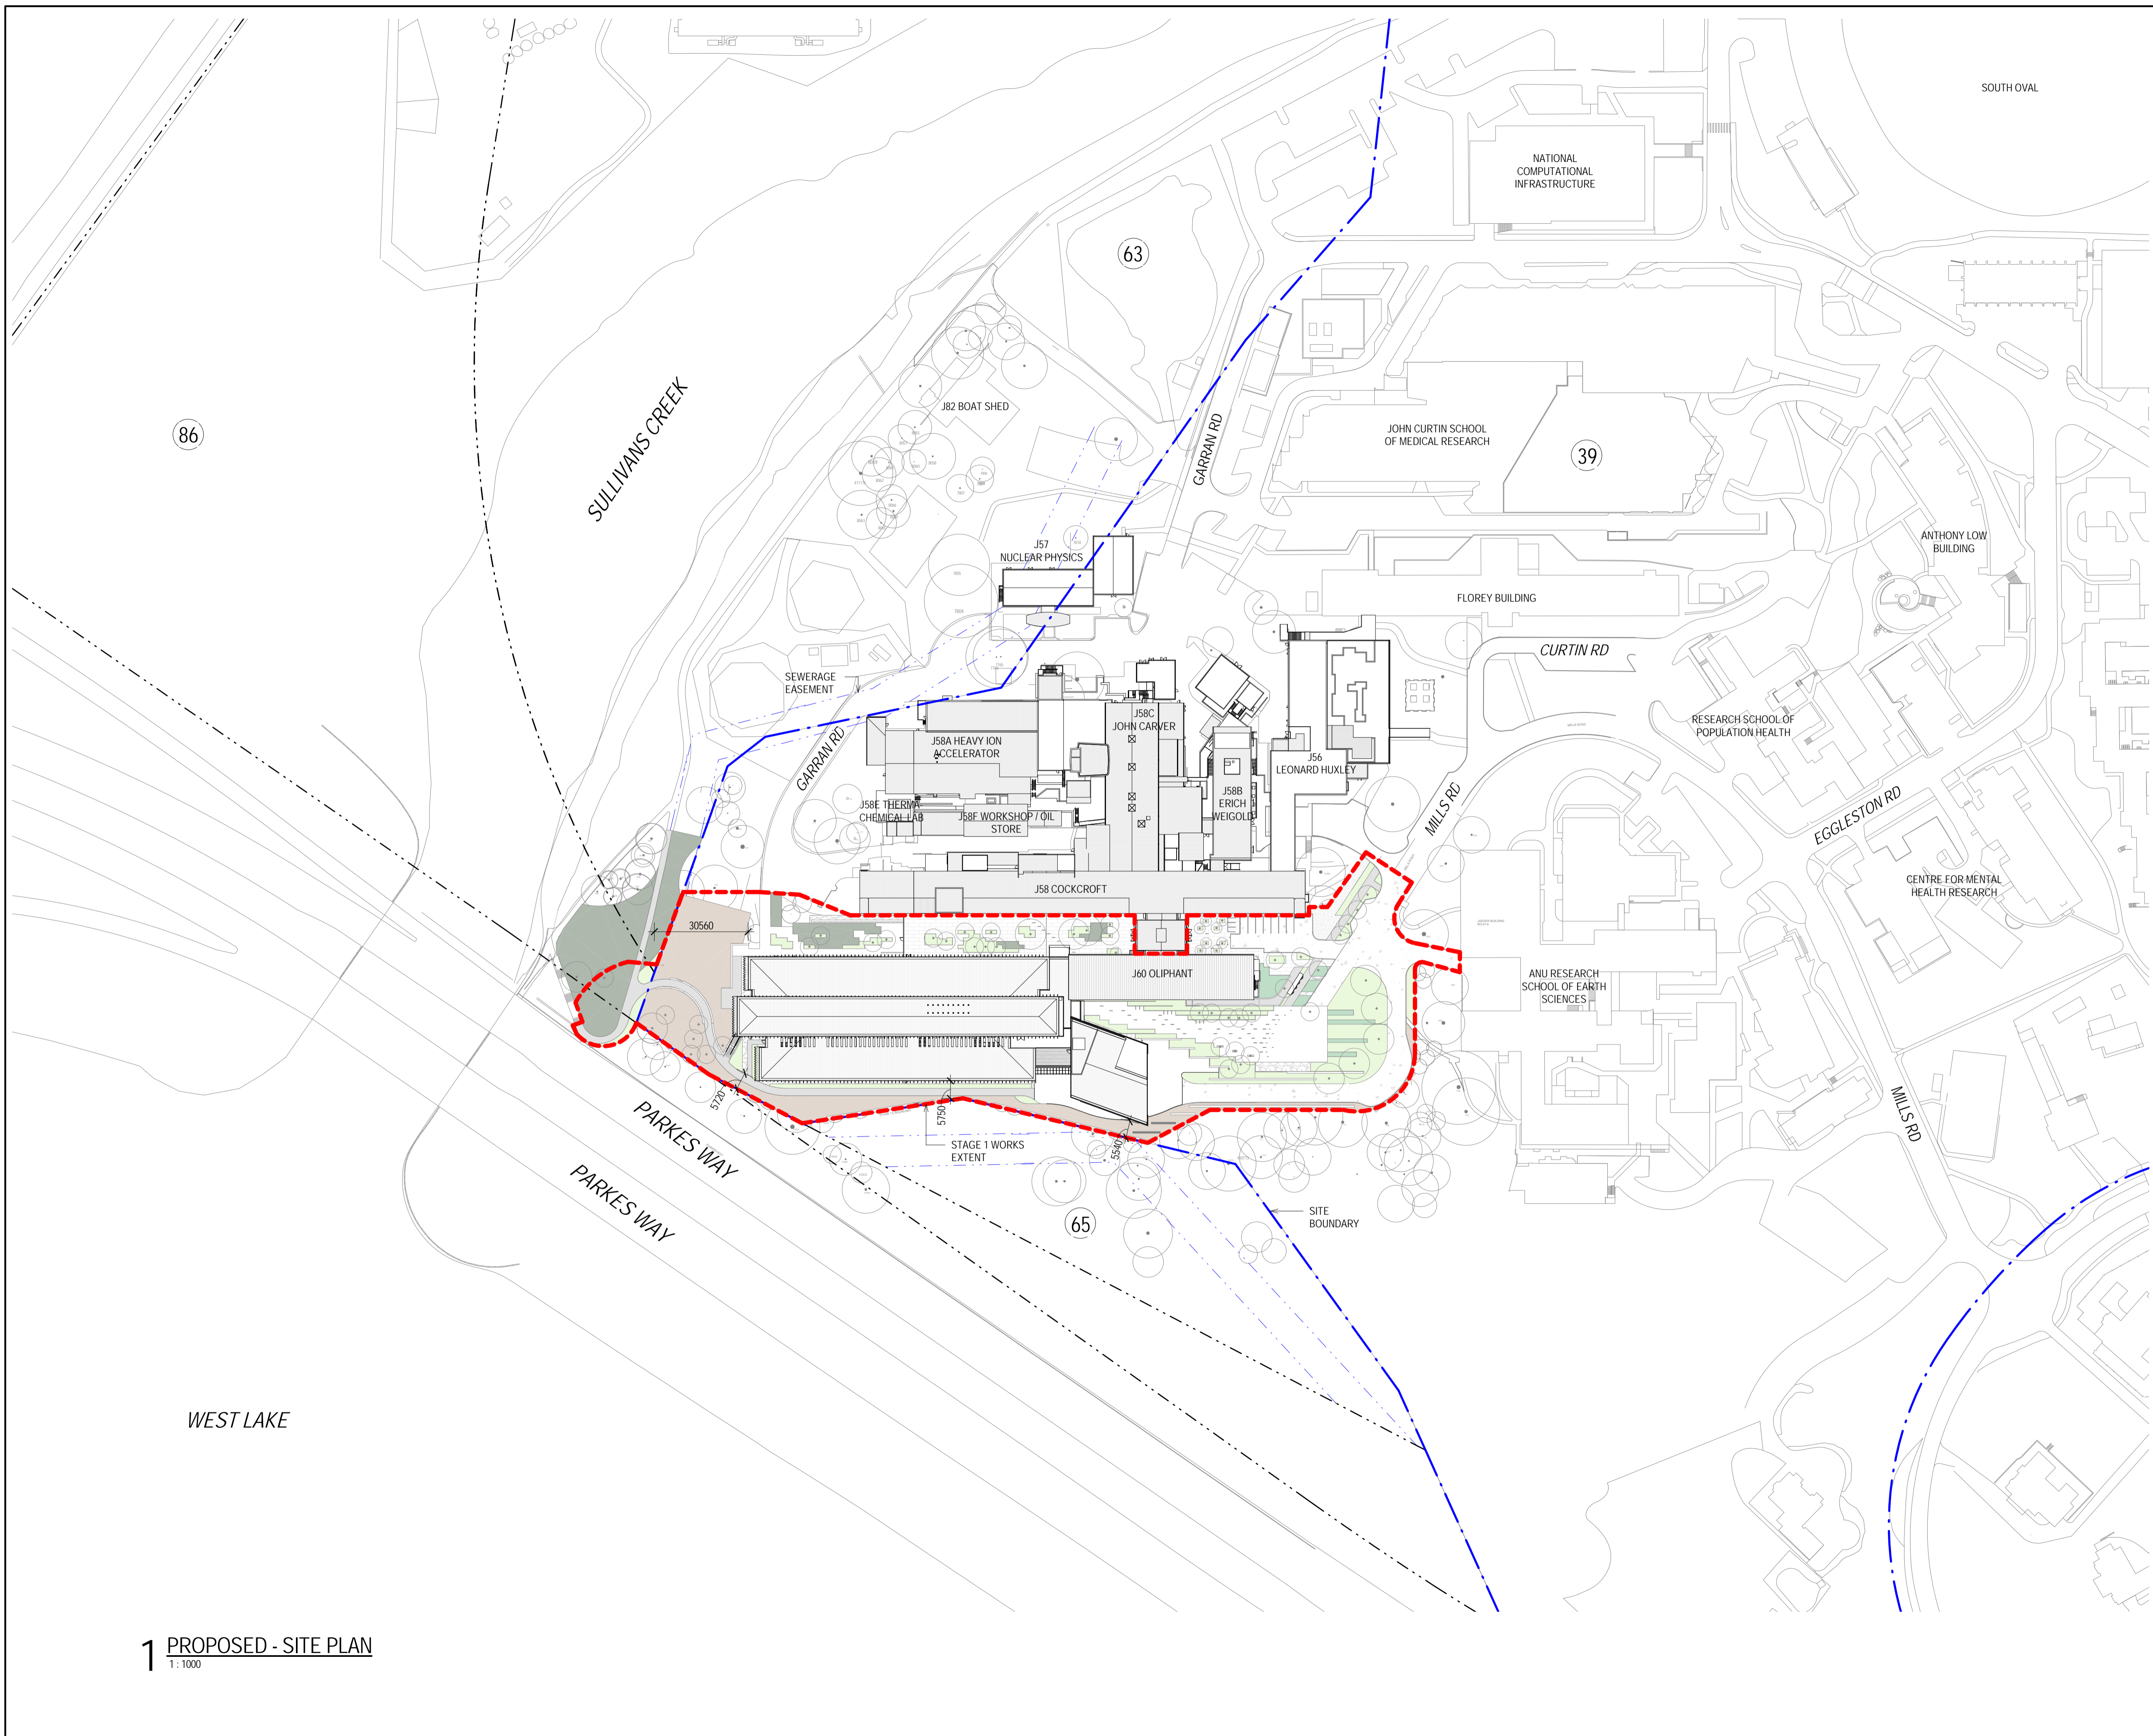 SOUTH OVAL
NATIONAL
COMPUTATIONAL
INFRASTRUCTURE
63
SULLIVANS CREEK
J82 BOAT SHED
86
GARRAN RD
JOHN CURTIN SCHOOL
OF MEDICAL RESEARCH
39
J57
NUCLEAR PHYSICS
ANTHONY LOW
BUILDING
FLOREY BUILDING
CURTIN RD
SEWERAGE
EASEMENT
GARRAN RD
J58A HEAVY ION
ACCELERATOR
J58C
JOHN CARVER
J56
LEONARD HUXLEY
RESEARCH SCHOOL OF
POPULATION HEALTH
J58E THERMA
CHEMICAL LAB
J58F WORKSHOP / OIL
STORE
J58B
ERICH
WEIGOLD
MILLS RD
EGGLESTON RD
J58 COCKCROFT
CENTRE FOR MENTAL
HEALTH RESEARCH
30560
J60 OLIPHANT
ANU RESEARCH
SCHOOL OF EARTH
SCIENCES
5720
5750
5540
MILLS RD
PARKES WAY
STAGE 1 WORKS
EXTENT
PARKES WAY
65
SITE
BOUNDARY
WEST LAKE
1 PROPOSED - SITE PLAN
1 : 1000